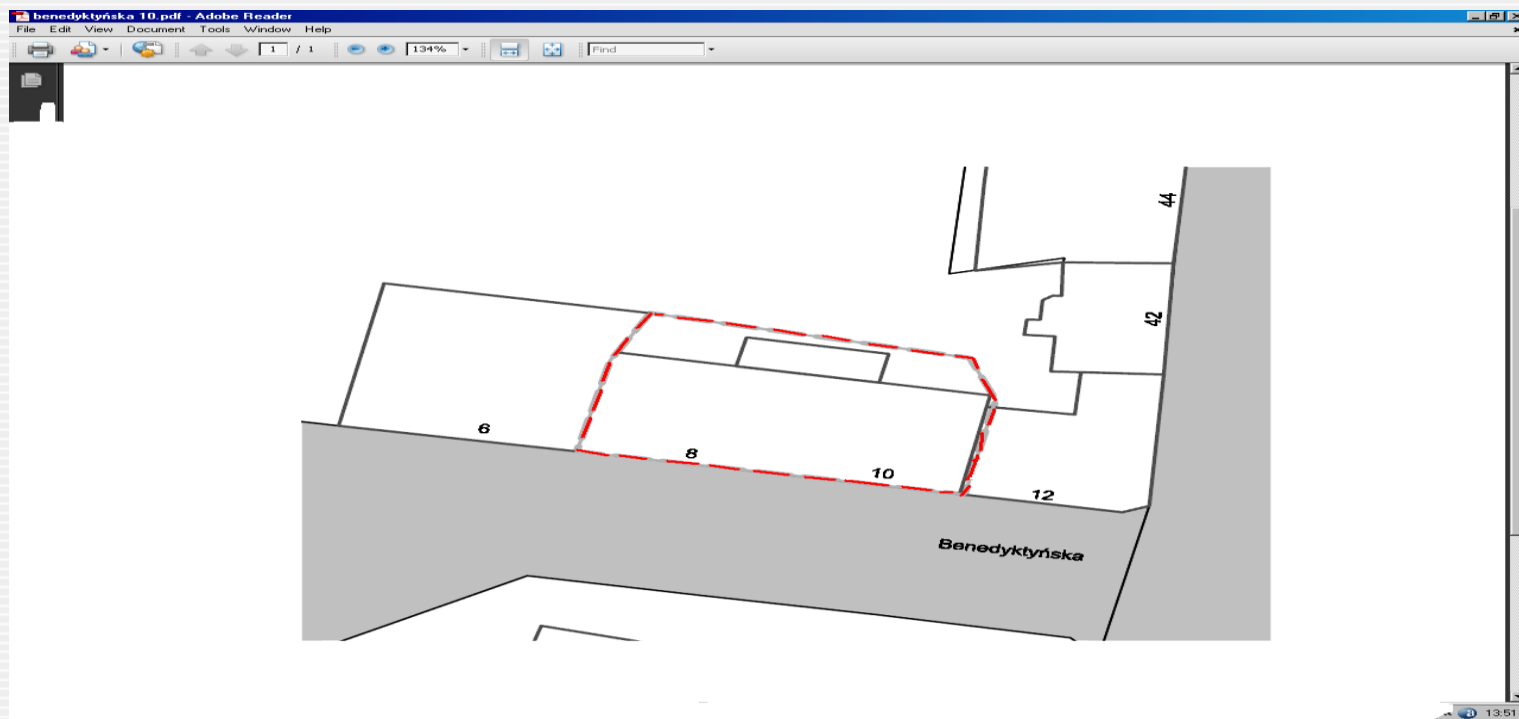 benedyktyńska 10.pdf - Adobe Reader
File Edit View Document Tools Window Help
1 / 1 134% Find
44
42
6
8
10
12
Benedyktyńska
13:51